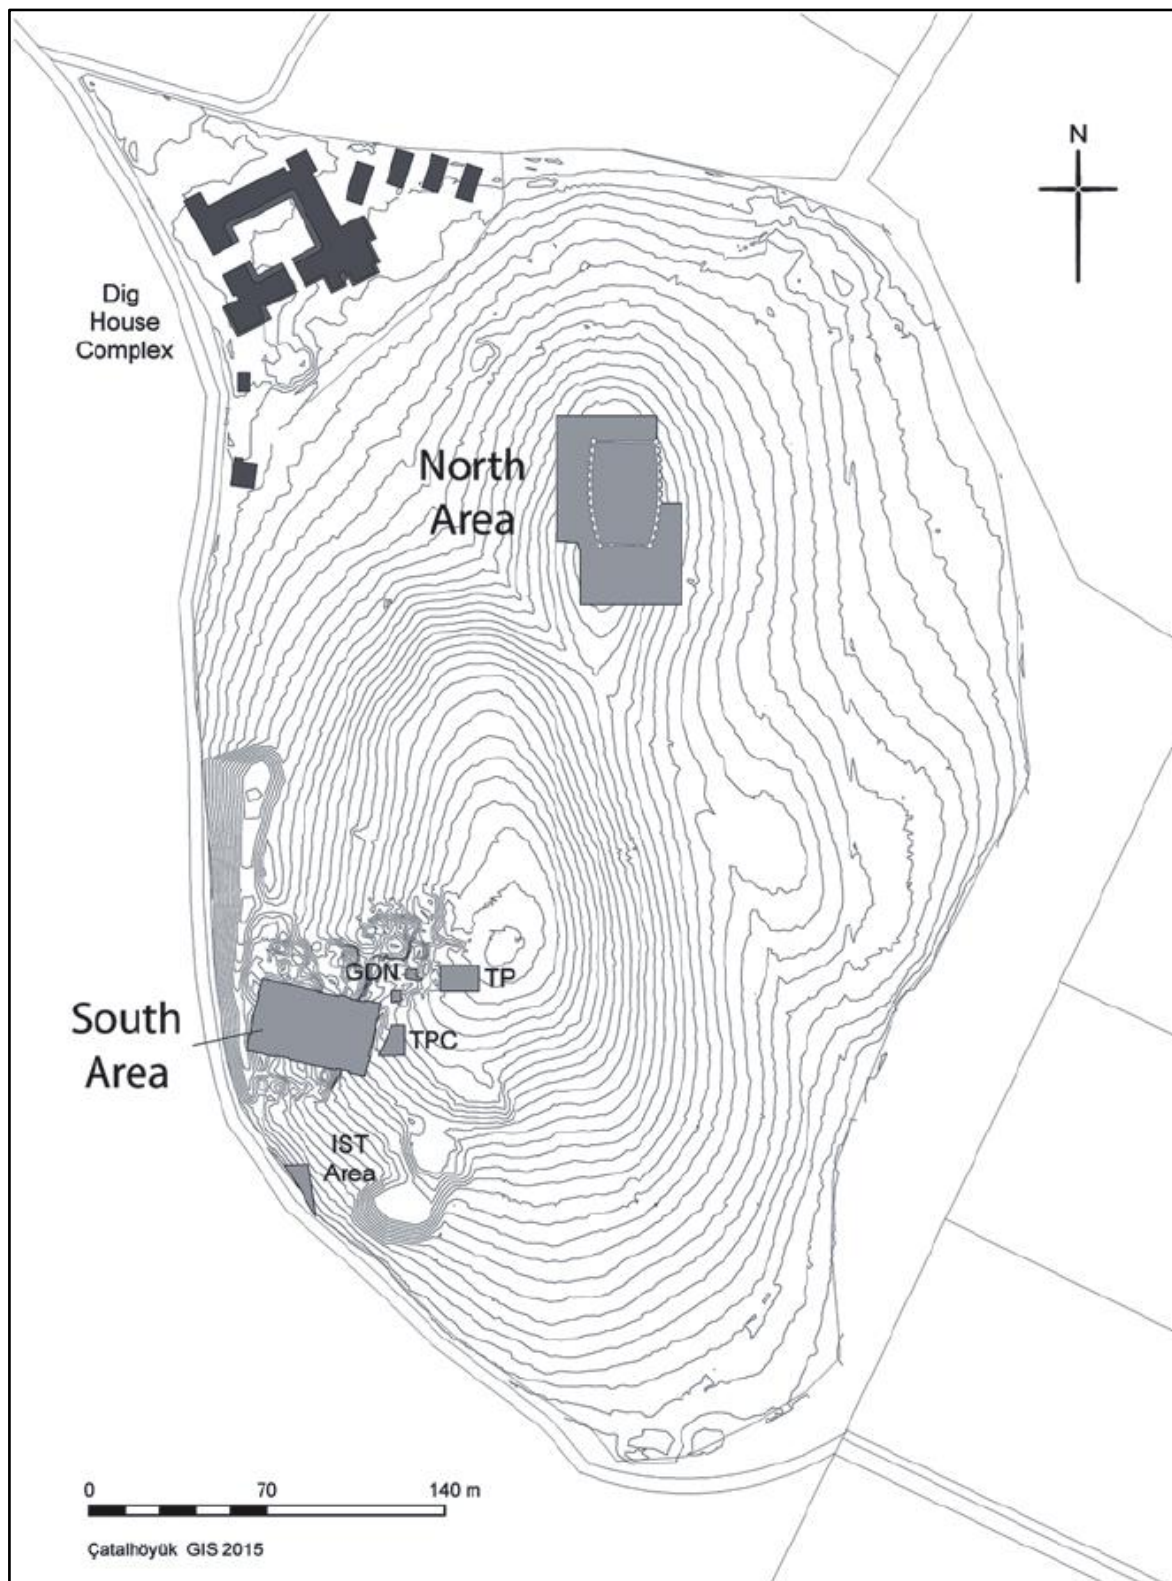 N
Dig
House
Complex
North
Area
GDN
TP
South
Area
TPC
IST
Area
0 70 140 m
Çatalhöyük GIS 2015